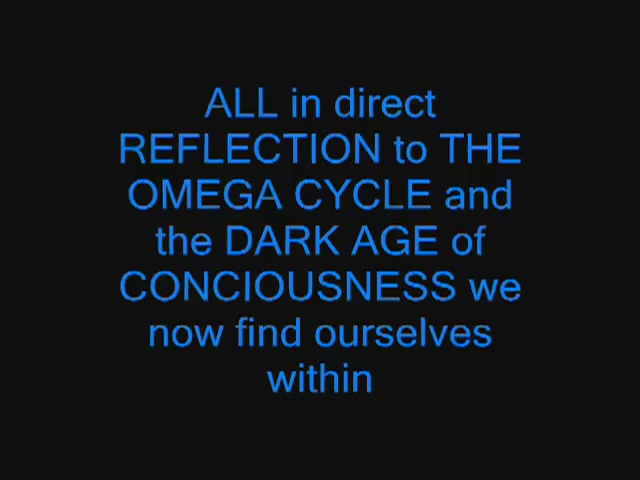 ALL in direct
REFLECTION to THE
OMEGA CYCLE and
the DARK AGE of
CONCIOUSNESS we
now find ourselves
within